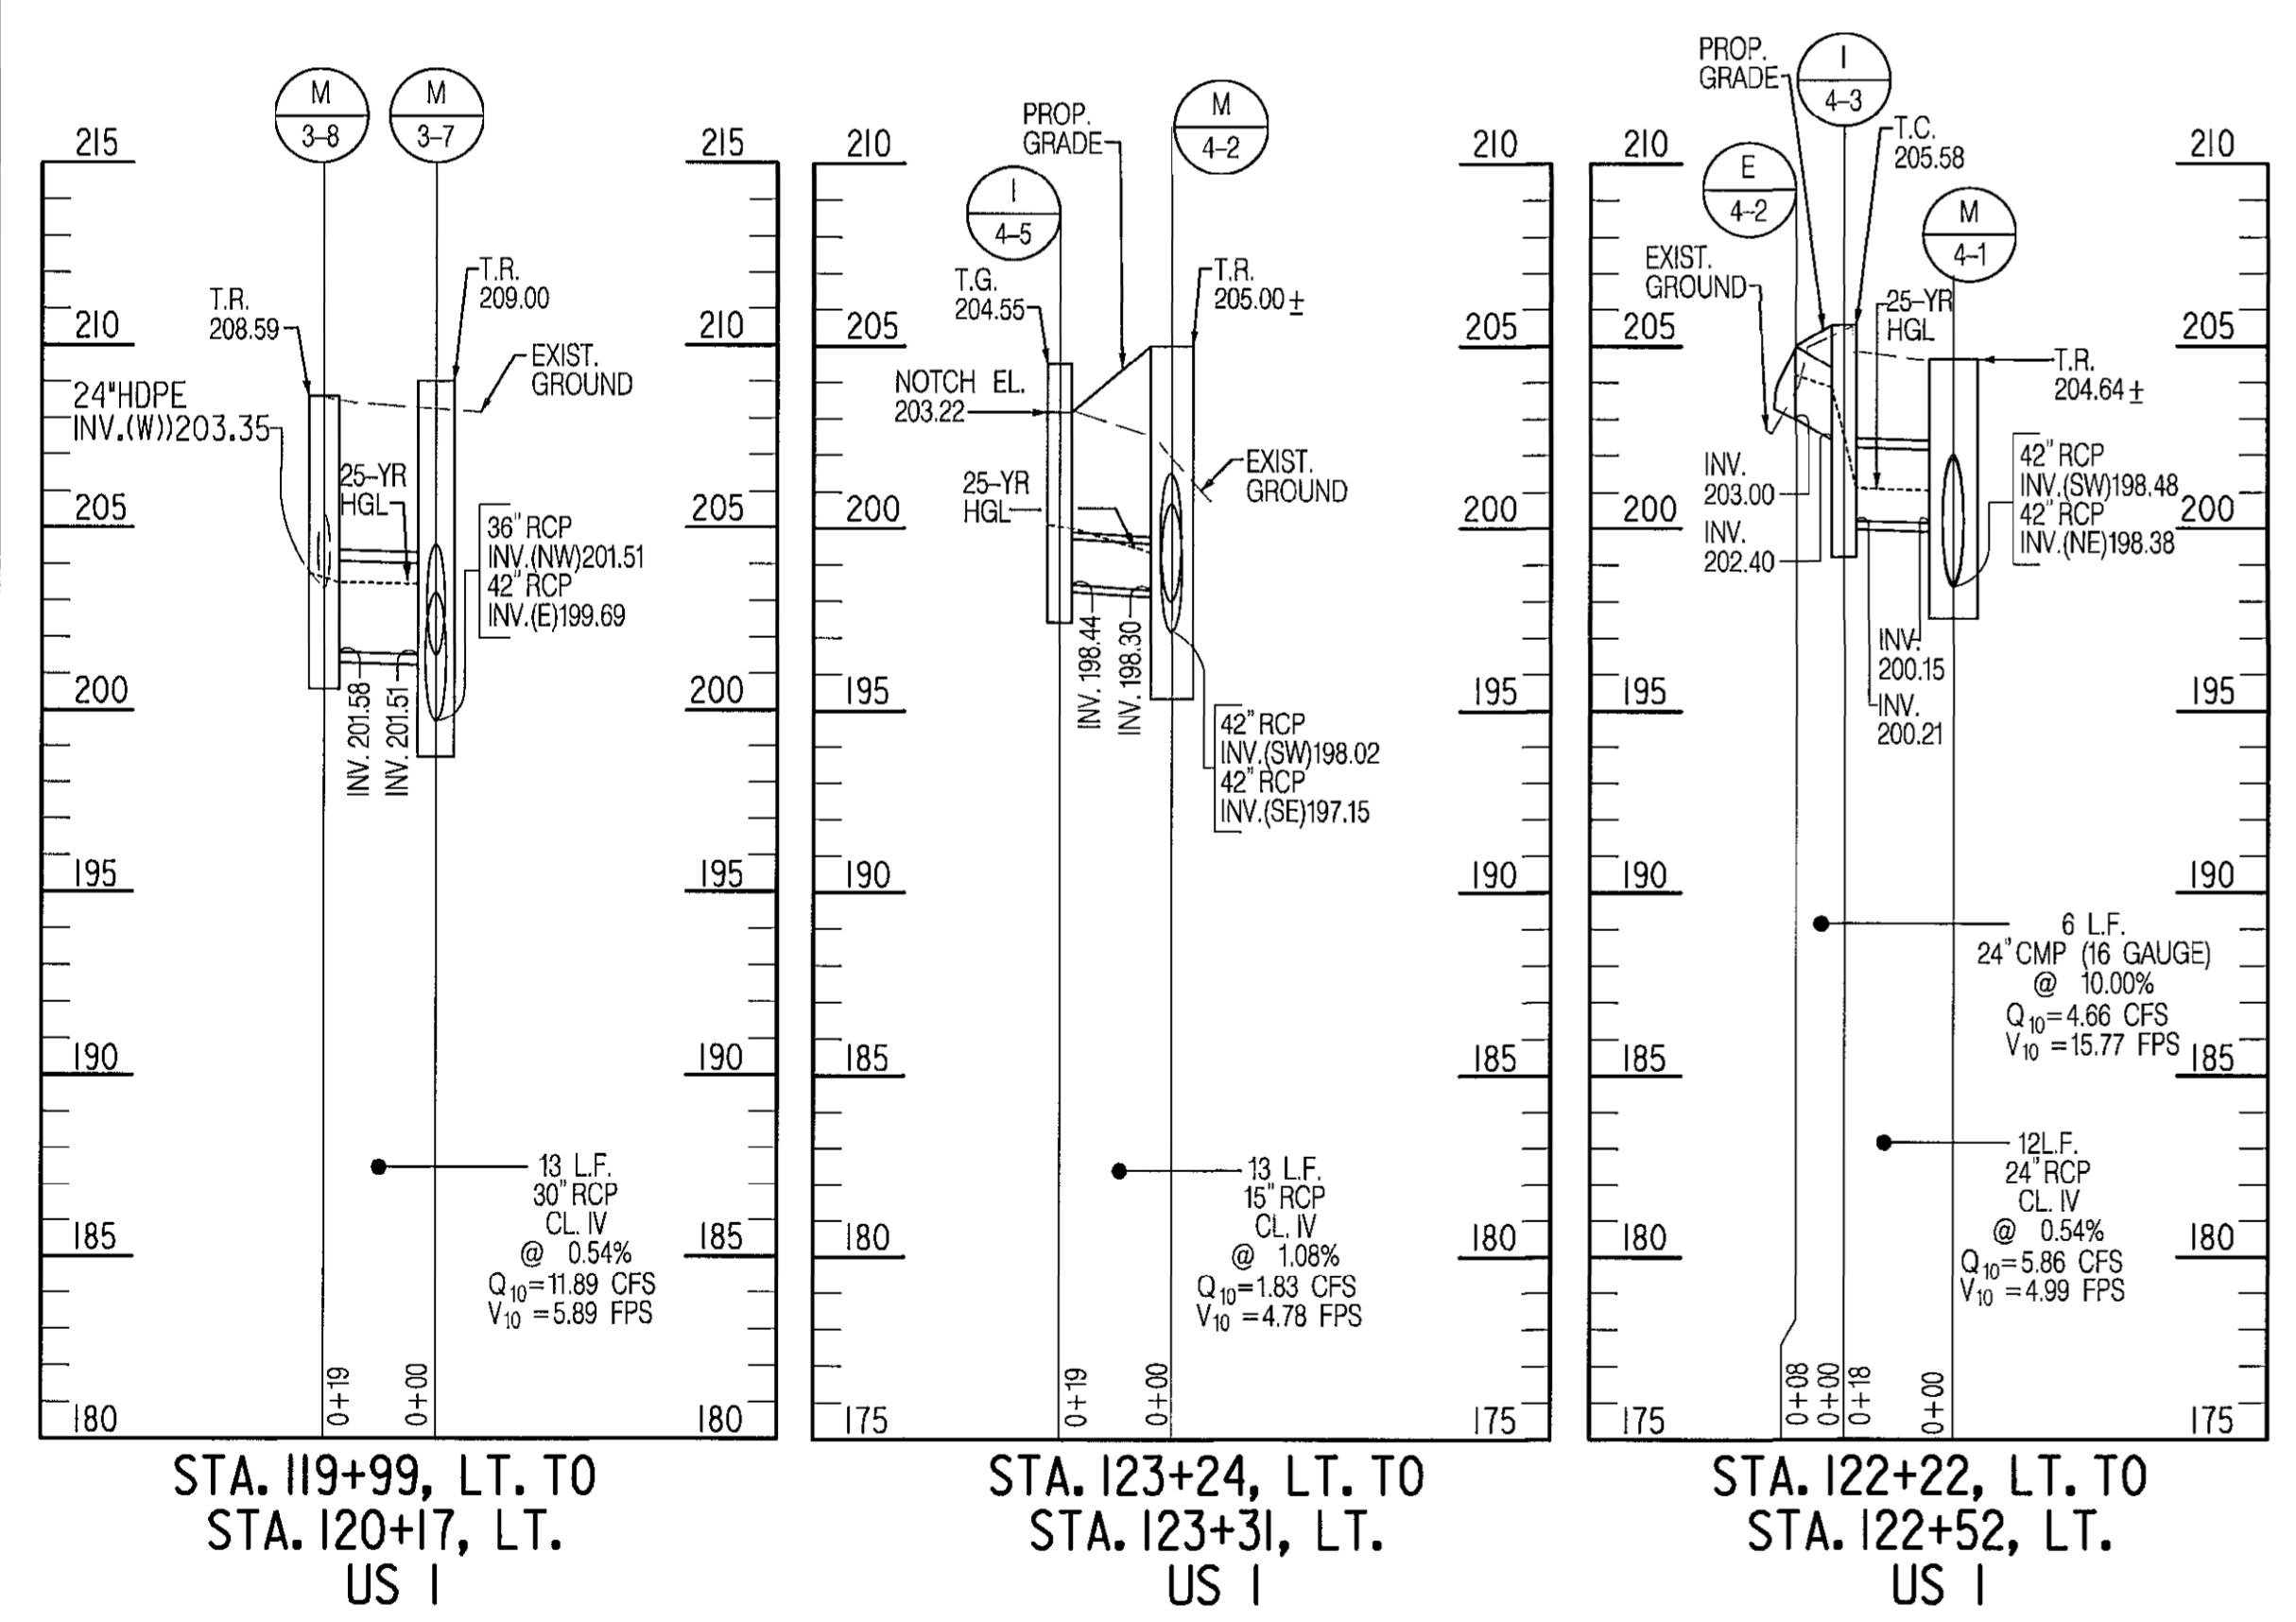 M
3-8
M
3-7
215
215
T.R.
209.00
T.R.
208.59
210
210
EXIST.
GROUND
24"HDPE
INV.(W))203.35
25-YR
HGL
205
205
36" RCP
INV.(NW)201.51
42" RCP
INV.(E)199.69
200
200
INV. 201.58
INV. 201.51
195
195
190
190
13 L.F.
30" RCP
CL. IV
@ 0.54%
Q10=11.89 CFS
V10 =5.89 FPS
185
185
0+19
0+00
180
180
STA. 119+99, LT. TO
STA. 120+17, LT.
US 1
PROP.
GRADE
M
4-2
210
210
I
4-5
T.G.
204.55
T.R.
205.00±
205
205
NOTCH EL.
203.22
EXIST.
GROUND
25-YR
HGL
200
200
INV. 198.44
INV. 198.30
195
195
42" RCP
INV.(SW)198.02
42" RCP
INV.(SE)197.15
190
190
185
185
13 L.F.
15" RCP
CL. IV
@ 1.08%
Q10=1.83 CFS
V10 =4.78 FPS
180
180
0+19
0+00
175
175
STA. 123+24, LT. TO
STA. 123+31, LT.
US 1
PROP.
GRADE
I
4-3
T.C.
205.58
210
210
E
4-2
M
4-1
EXIST.
GROUND
25-YR
HGL
205
205
T.R.
204.64±
INV.
203.00
INV.
202.40
42" RCP
INV.(SW)198.48
42" RCP
INV.(NE)198.38
200
200
INV.
200.15
INV.
200.21
195
195
190
190
6 L.F.
24" CMP (16 GAUGE)
@ 10.00%
Q10=4.66 CFS
V10 =15.77 FPS
185
185
12L.F.
24" RCP
CL. IV
@ 0.54%
Q10=5.86 CFS
V10 =4.99 FPS
180
180
0+08
0+00
0+18
0+00
175
175
STA. 122+22, LT. TO
STA. 122+52, LT.
US 1